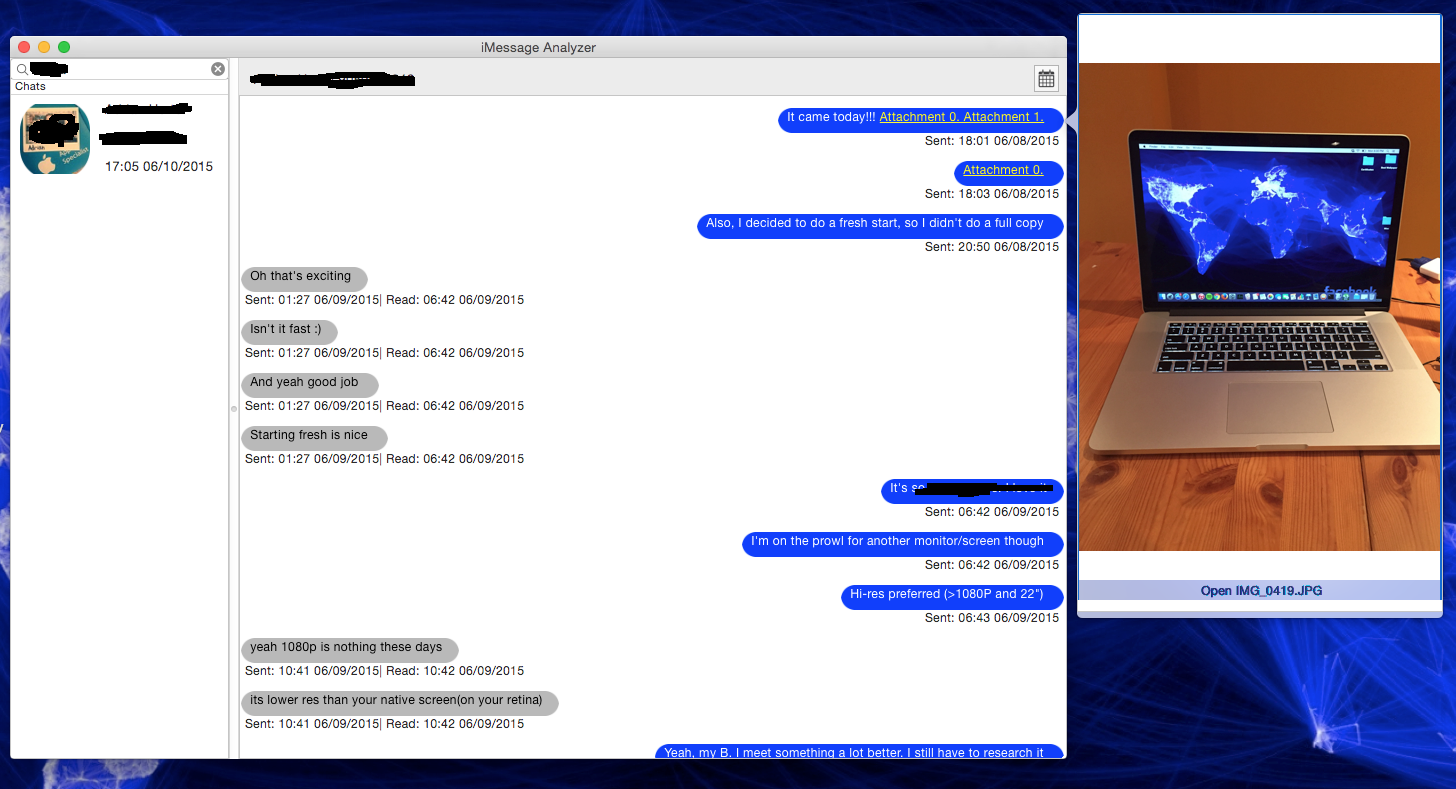 iMessage Analyzer
Chats
Adrian
Specialist
17:05 06/10/2015
It came today!!! Attachment 0. Attachment 1.
Sent: 18:01 06/08/2015
Attachment 0.
Sent: 18:03 06/08/2015
Also, I decided to do a fresh start, so I didn't do a full copy
Sent: 20:50 06/08/2015
Oh that's exciting
Sent: 01:27 06/09/2015| Read: 06:42 06/09/2015
Isn't it fast :)
Sent: 01:27 06/09/2015| Read: 06:42 06/09/2015
And yeah good job
Sent: 01:27 06/09/2015| Read: 06:42 06/09/2015
Starting fresh is nice
Sent: 01:27 06/09/2015| Read: 06:42 06/09/2015
It's
Sent: 06:42 06/09/2015
I'm on the prowl for another monitor/screen though
Sent: 06:42 06/09/2015
Hi-res preferred (>1080P and 22")
Sent: 06:43 06/09/2015
yeah 1080p is nothing these days
Sent: 10:41 06/09/2015| Read: 10:42 06/09/2015
its lower res than your native screen(on your retina)
Sent: 10:41 06/09/2015| Read: 10:42 06/09/2015
Yeah, my B. I meet something a lot better. I still have to research it
facebook
Open IMG_0419.JPG